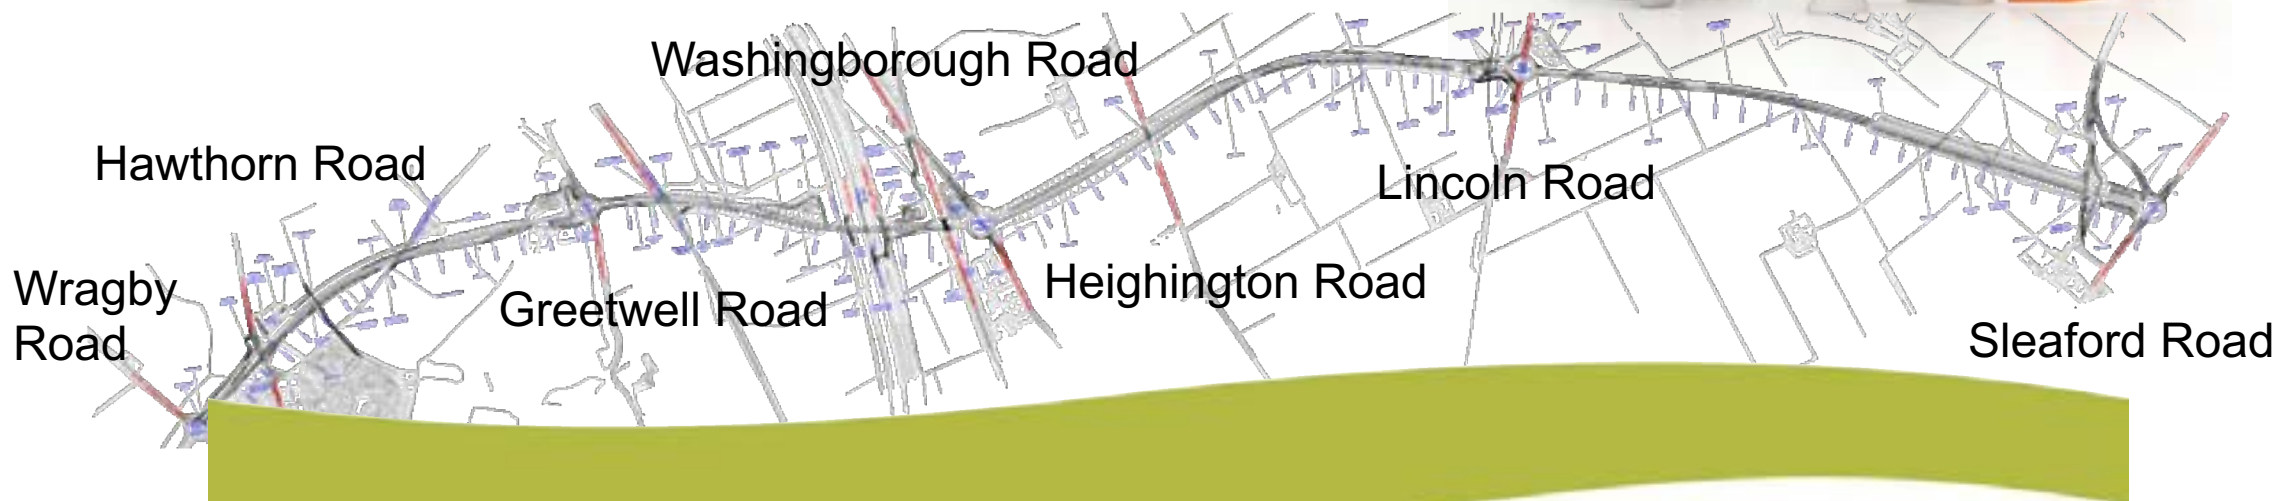 Washingborough Road
Hawthorn Road
Lincoln Road
Wragby
Road
Greetwell Road
Heighington Road
Sleaford Road